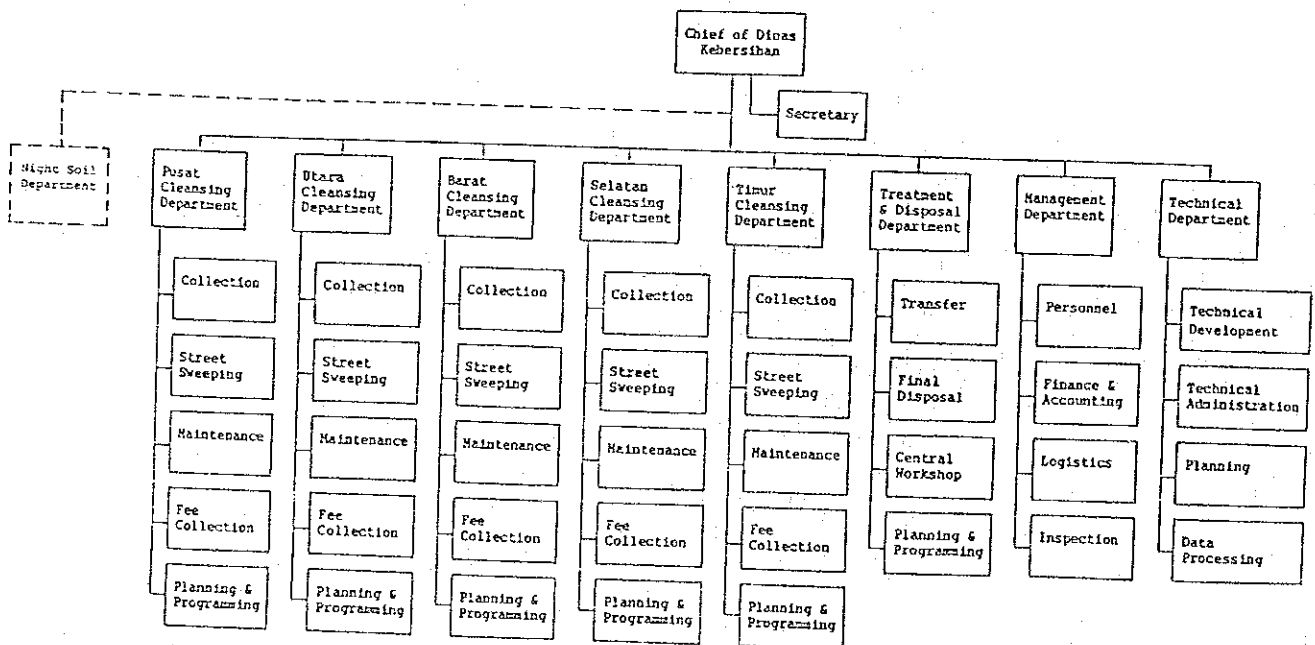 Chief of Dinas
Kebersihan
Secretary
Night Soil
Department
Pusat
Cleansing
Department
Collection
Street
Sweeping
Maintenance
Fee
Collection
Planning &
Programming
Utara
Cleansing
Department
Collection
Street
Sweeping
Maintenance
Fee
Collection
Planning &
Programming
Barat
Cleansing
Department
Collection
Street
Sweeping
Maintenance
Fee
Collection
Planning &
Programming
Selatan
Cleansing
Department
Collection
Street
Sweeping
Maintenance
Fee
Collection
Planning &
Programming
Timur
Cleansing
Department
Collection
Street
Sweeping
Maintenance
Fee
Collection
Planning &
Programming
Treatment
& Disposal
Department
Transfer
Final
Disposal
Central
Workshop
Planning &
Programming
Management
Department
Personnel
Finance &
Accounting
Logistics
Inspection
Technical
Department
Technical
Development
Technical
Administration
Planning
Data
Processing